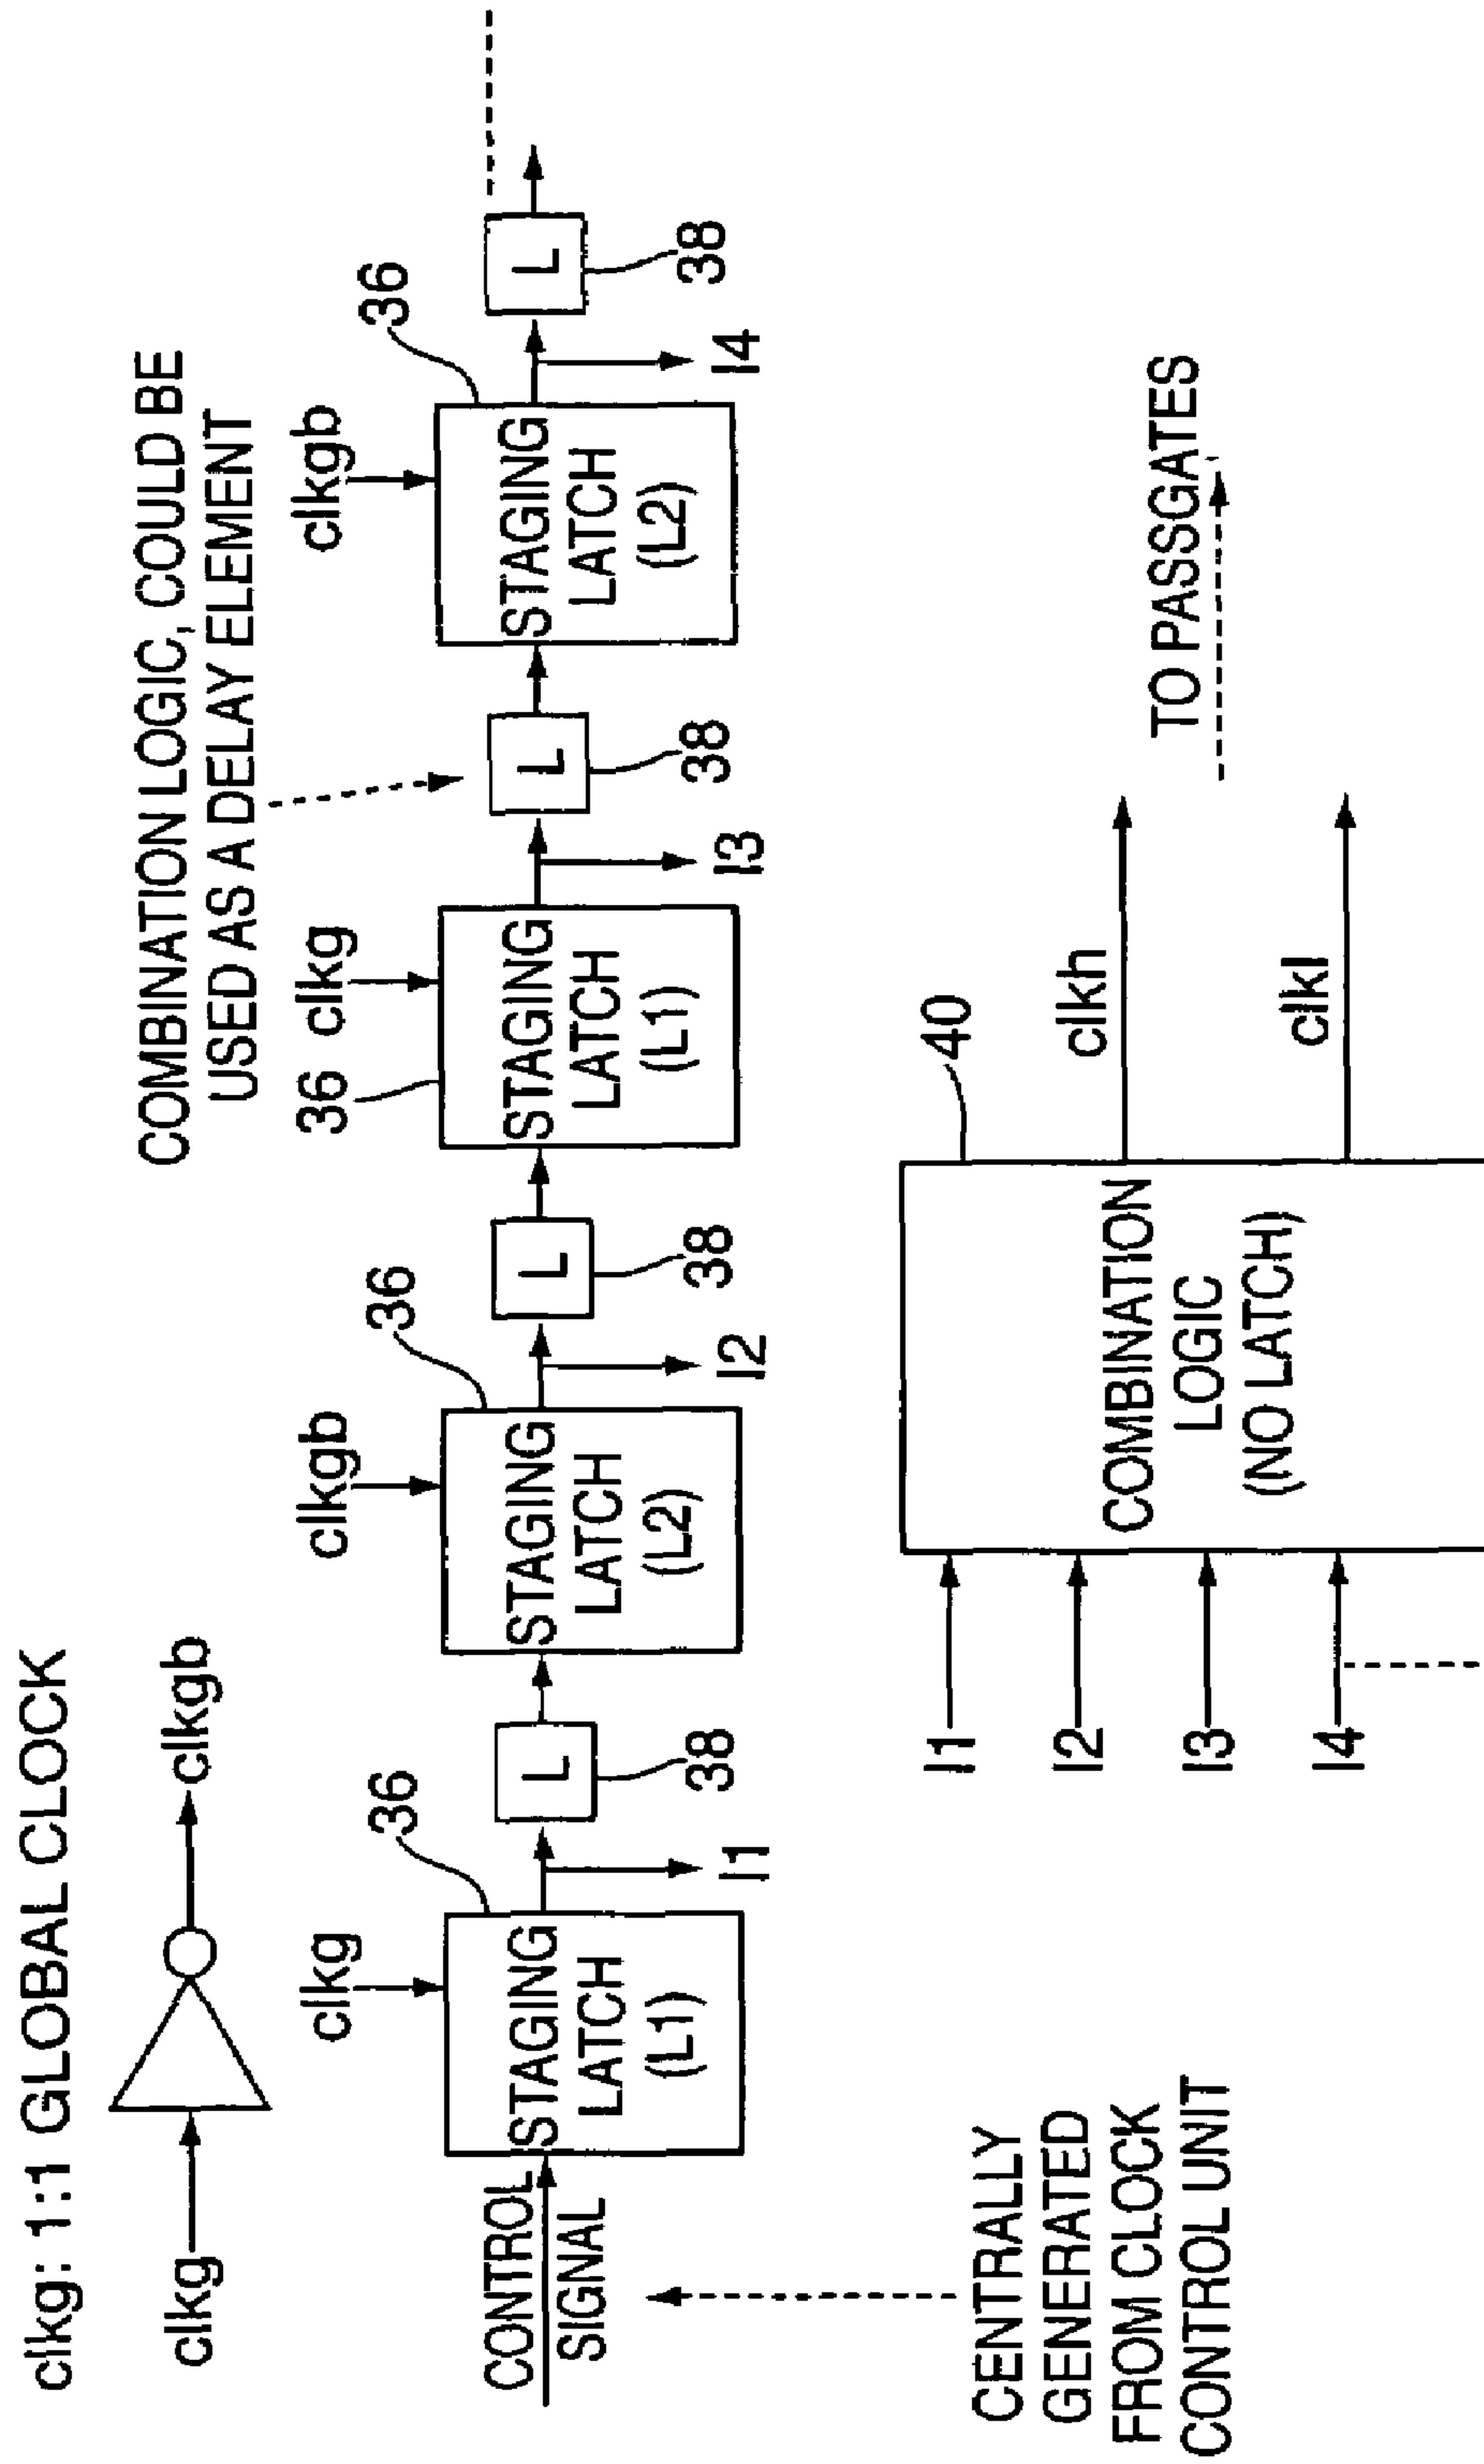 clkg: 1:1 GLOBAL CLOCK
clkg
clkgb
COMBINATION LOGIC, COULD BE
USED AS A DELAY ELEMENT
clkg
36
clkgb
36
36
clkg
clkgb
36
CONTROL
SIGNAL
STAGING
LATCH
(L1)
L
STAGING
LATCH
(L2)
L
STAGING
LATCH
(L1)
L
STAGING
LATCH
(L2)
L
I1
38
I2
38
I3
38
I4
38
CENTRALLY
GENERATED
FROM CLOCK
CONTROL UNIT
I1
I2
I3
I4
COMBINATION
LOGIC
(NO LATCH)
40
clkh
clkl
TO PASSGATES